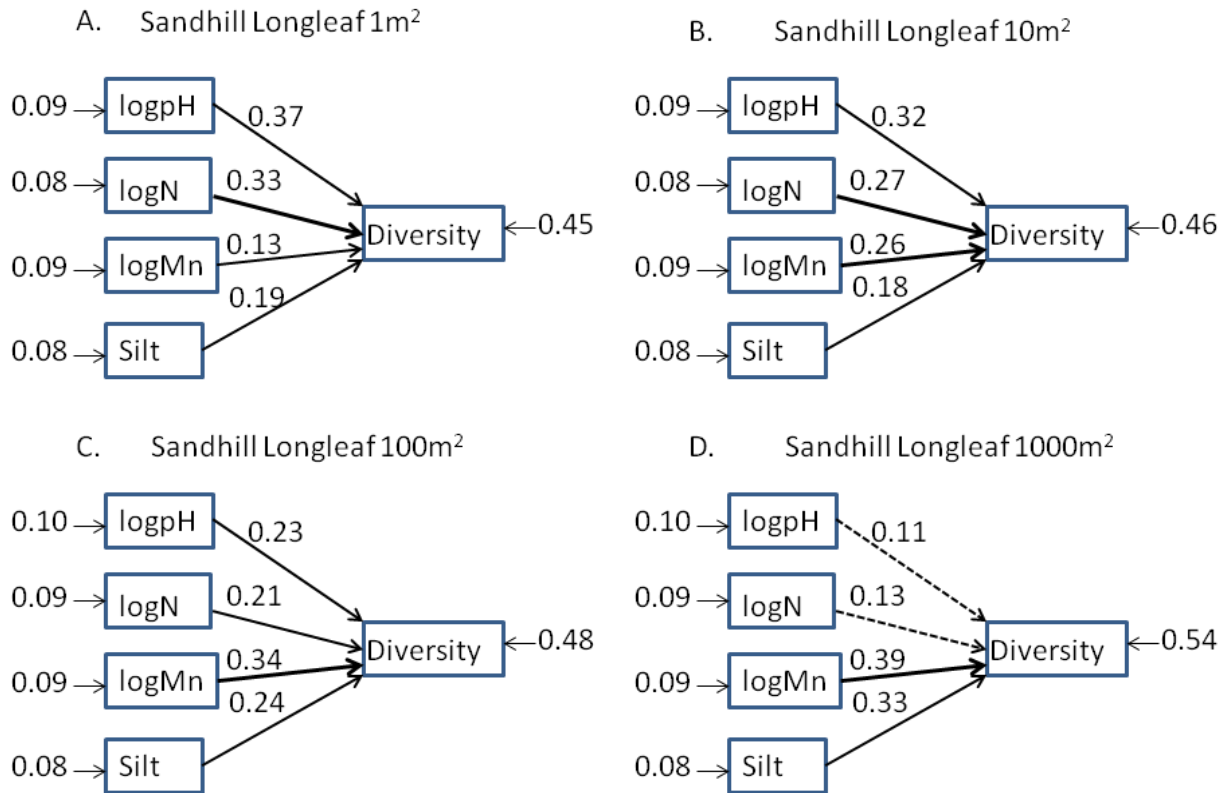 A. Sandhill Longleaf 1m²
0.09
logpH
0.37
0.08
logN
0.33
Diversity
0.45
0.09
logMn
0.13
0.19
0.08
Silt
B. Sandhill Longleaf 10m²
0.09
logpH
0.32
0.08
logN
0.27
Diversity
0.46
0.09
logMn
0.26
0.18
0.08
Silt
C. Sandhill Longleaf 100m²
0.10
logpH
0.23
0.09
logN
0.21
Diversity
0.48
0.09
logMn
0.34
0.24
0.08
Silt
D. Sandhill Longleaf 1000m²
0.10
logpH
0.11
0.09
logN
0.13
Diversity
0.54
0.09
logMn
0.39
0.33
0.08
Silt